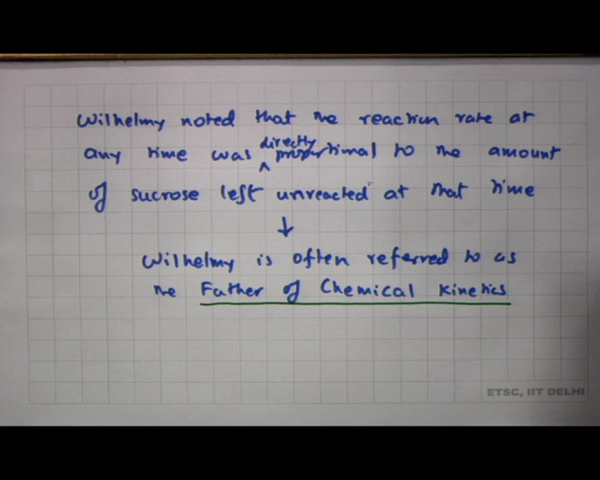 Wilhelmy noted that the reaction rate at
any time was directly proportional to the amount
of sucrose left unreacted at that time
↓
Wilhelmy is often referred to as
the Father of Chemical Kinetics
ETSC, IIT DELHI